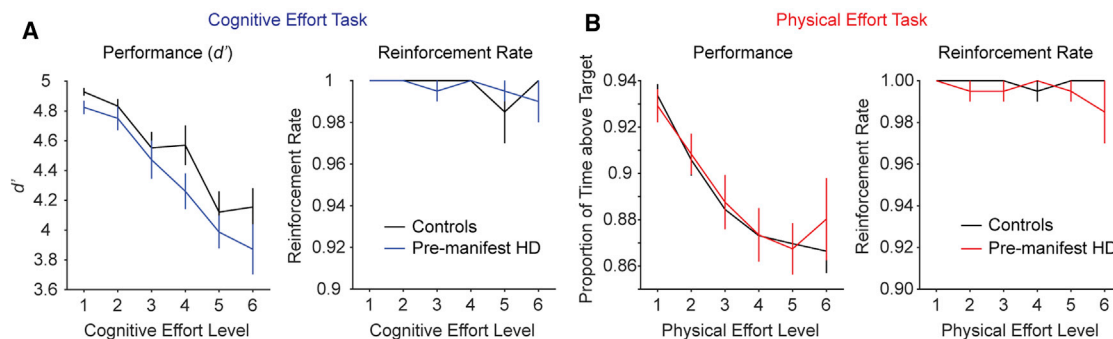 A
Cognitive Effort Task
Performance (d')
5
4.8
4.6
4.4
4.2
4
3.8
3.6
d'
1 2 3 4 5 6
Cognitive Effort Level
Reinforcement Rate
1
0.98
0.96
0.94
0.92
0.9
Reinforcement Rate
Controls
Pre-manifest HD
1 2 3 4 5 6
Cognitive Effort Level
B
Physical Effort Task
Performance
0.94
0.92
0.9
0.88
0.86
Proportion of Time above Target
1 2 3 4 5 6
Physical Effort Level
Reinforcement Rate
1.00
0.98
0.96
0.94
0.92
0.90
Reinforcement Rate
Controls
Pre-manifest HD
1 2 3 4 5 6
Physical Effort Level